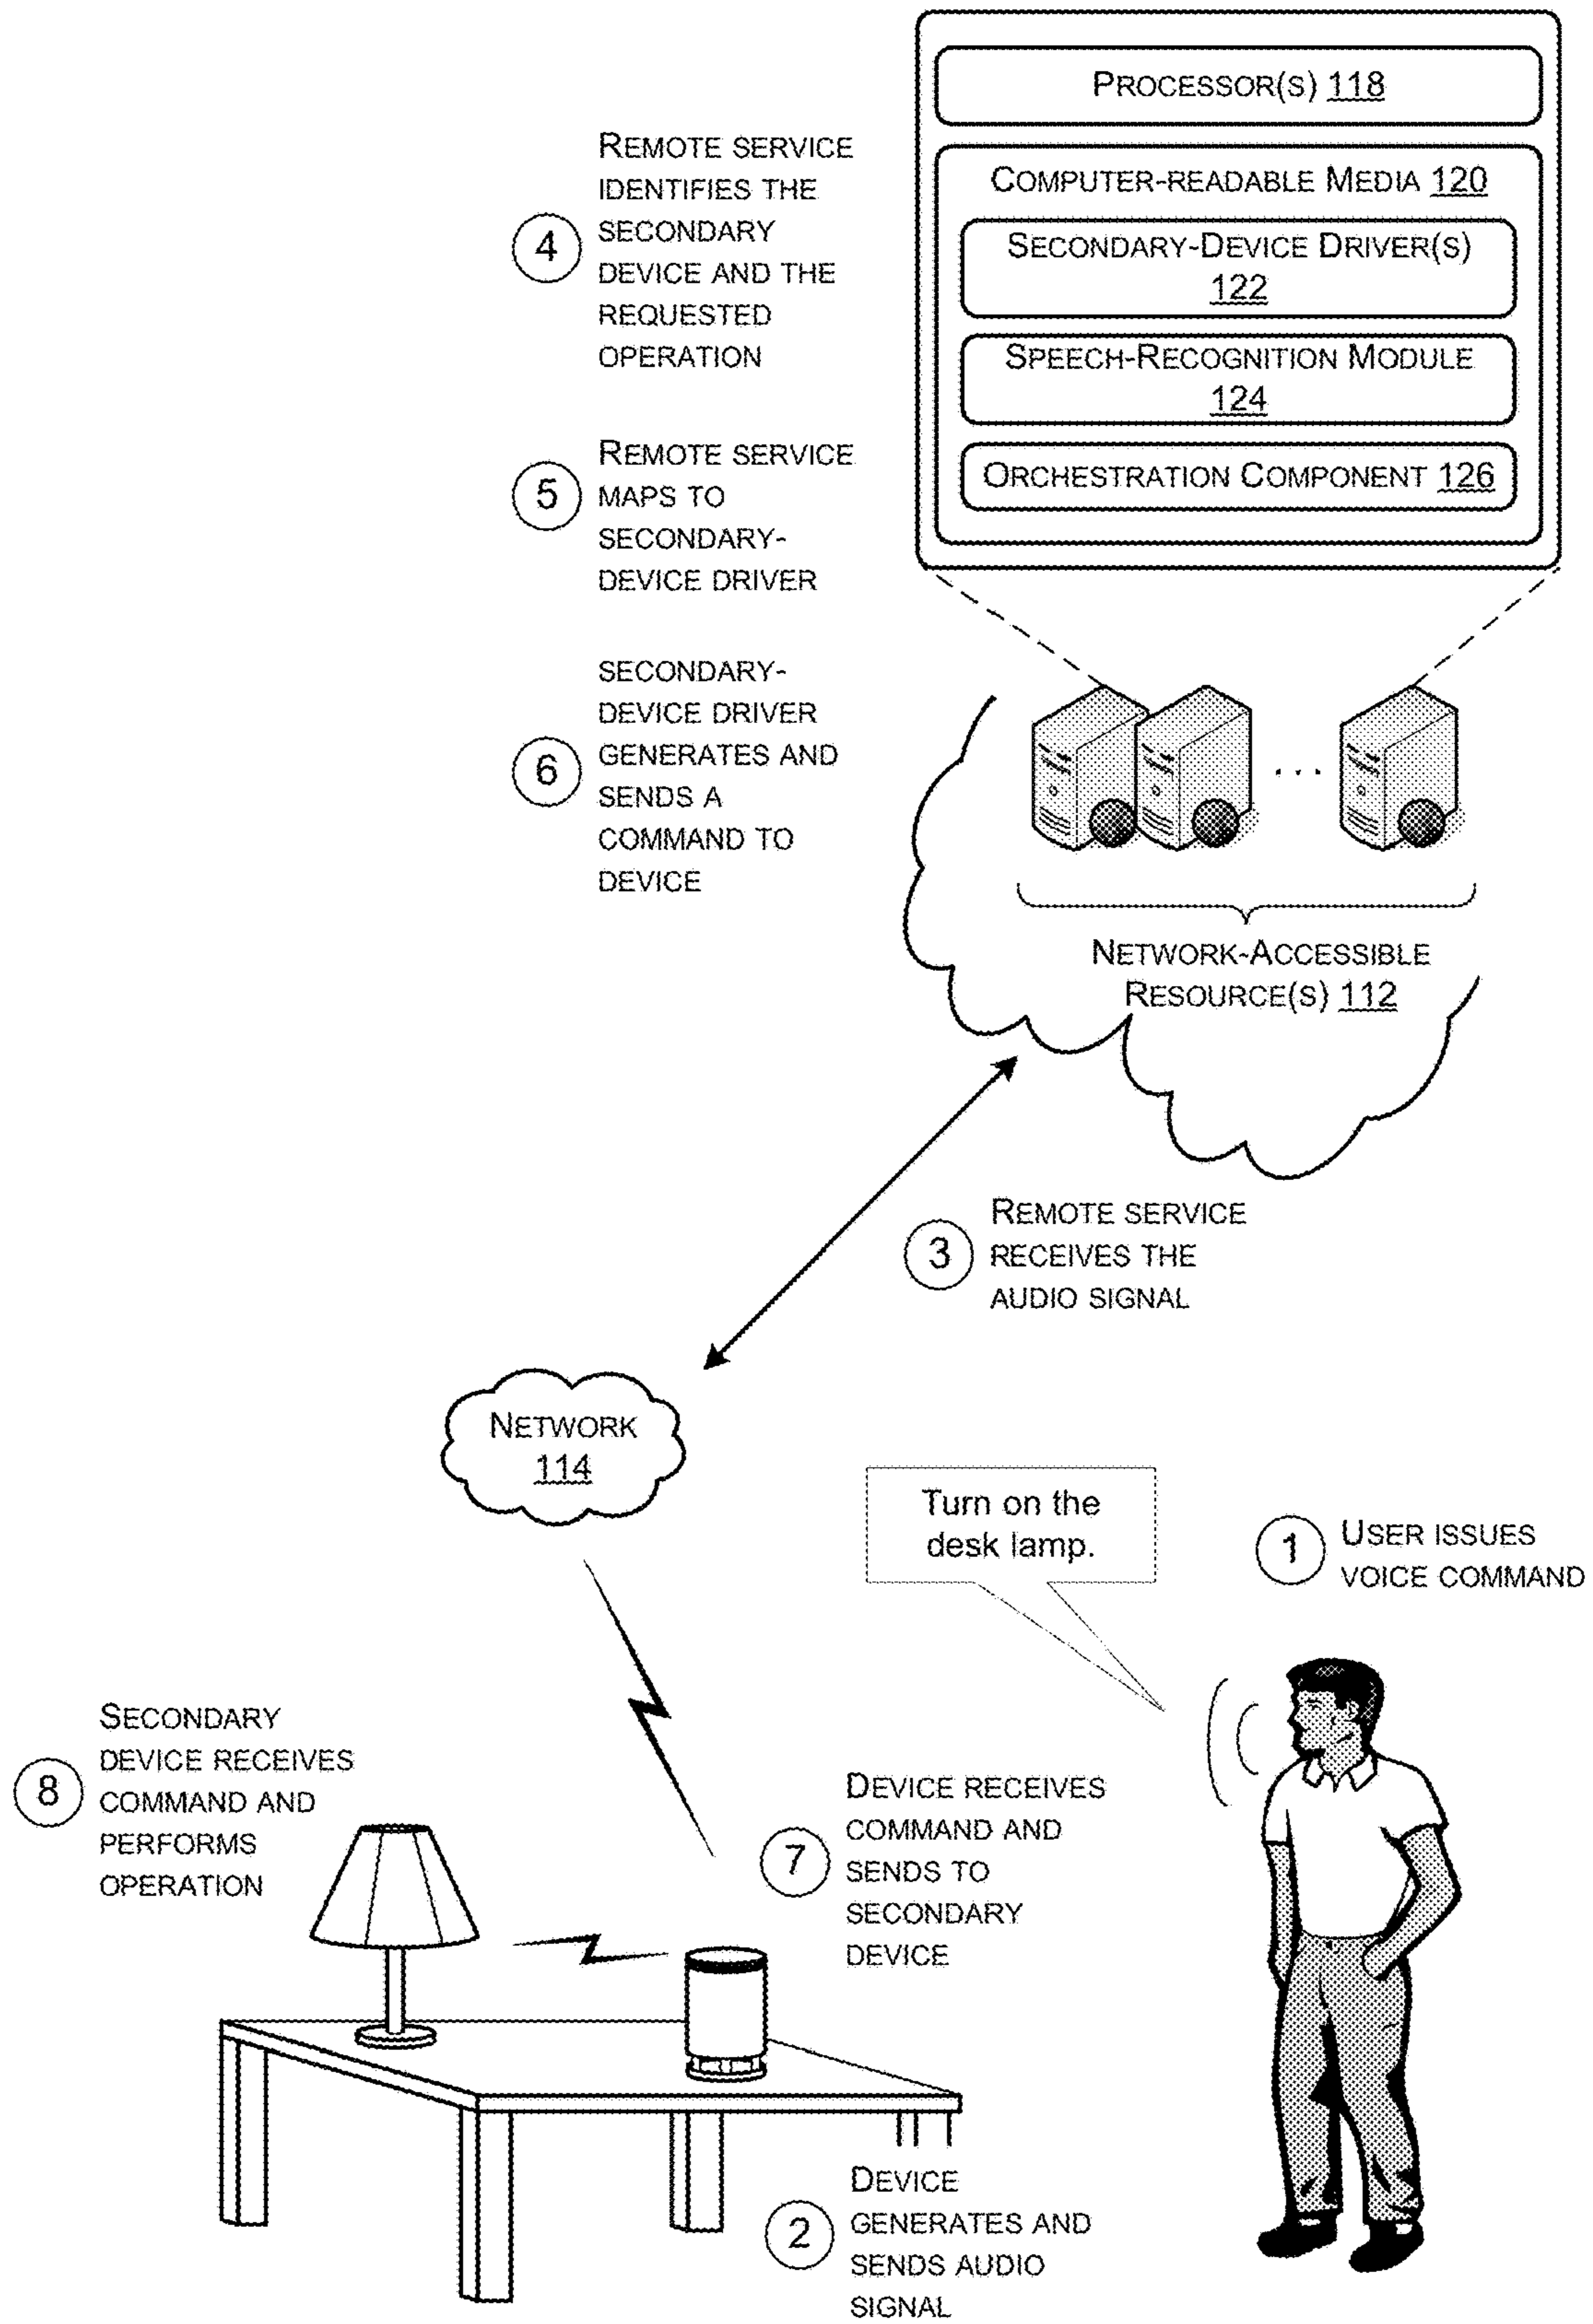 PROCESSOR(S) 118
COMPUTER-READABLE MEDIA 120
SECONDARY-DEVICE DRIVER(S)
122
SPEECH-RECOGNITION MODULE
124
ORCHESTRATION COMPONENT 126
4
REMOTE SERVICE
IDENTIFIES THE
SECONDARY
DEVICE AND THE
REQUESTED
OPERATION
5
REMOTE SERVICE
MAPS TO
SECONDARY-
DEVICE DRIVER
6
SECONDARY-
DEVICE DRIVER
GENERATES AND
SENDS A
COMMAND TO
DEVICE
...
NETWORK-ACCESSIBLE
RESOURCE(S) 112
3
REMOTE SERVICE
RECEIVES THE
AUDIO SIGNAL
NETWORK
114
Turn on the
desk lamp.
1
USER ISSUES
VOICE COMMAND
8
SECONDARY
DEVICE RECEIVES
COMMAND AND
PERFORMS
OPERATION
7
DEVICE RECEIVES
COMMAND AND
SENDS TO
SECONDARY
DEVICE
2
DEVICE
GENERATES AND
SENDS AUDIO
SIGNAL